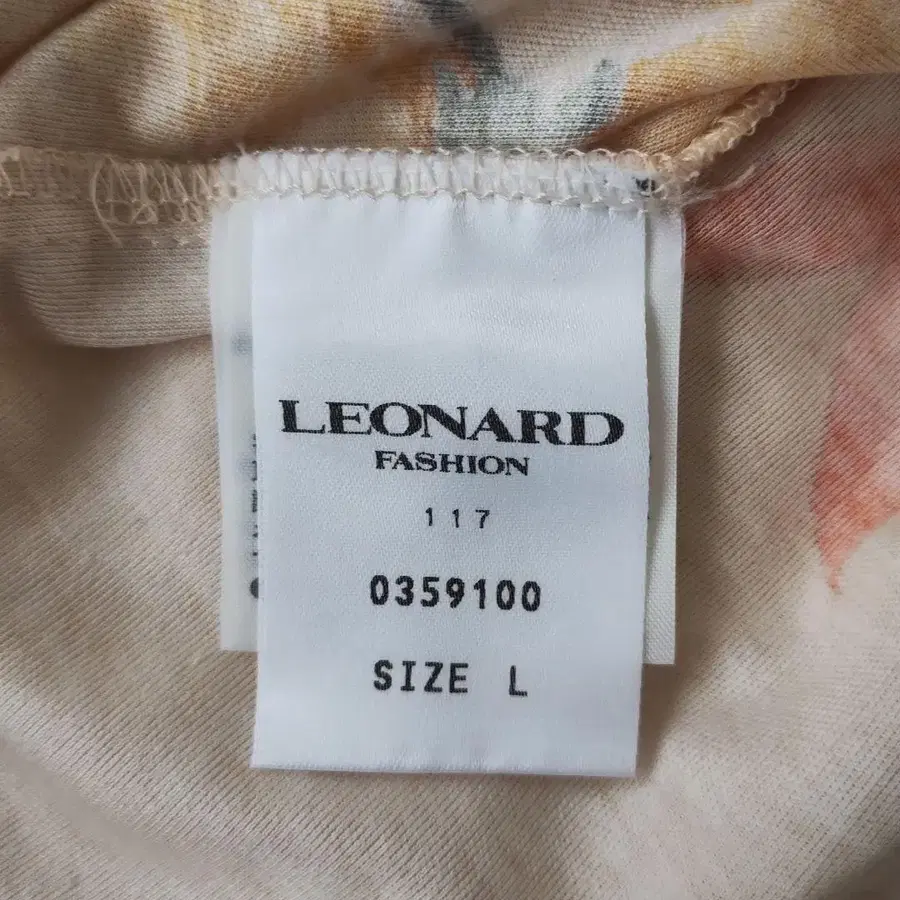 LEONARD
FASHION
117
0359100
SIZE L